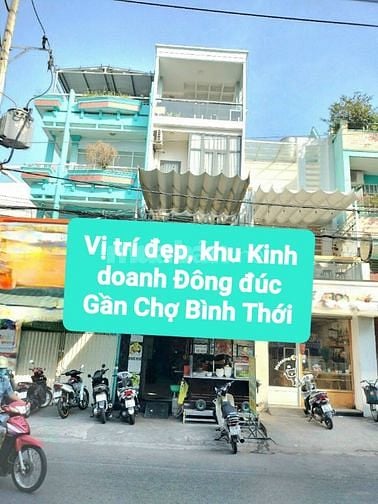 Vị trí đẹp, khu Kinh
doanh Đông đúc
Gần Chợ Bình Thới